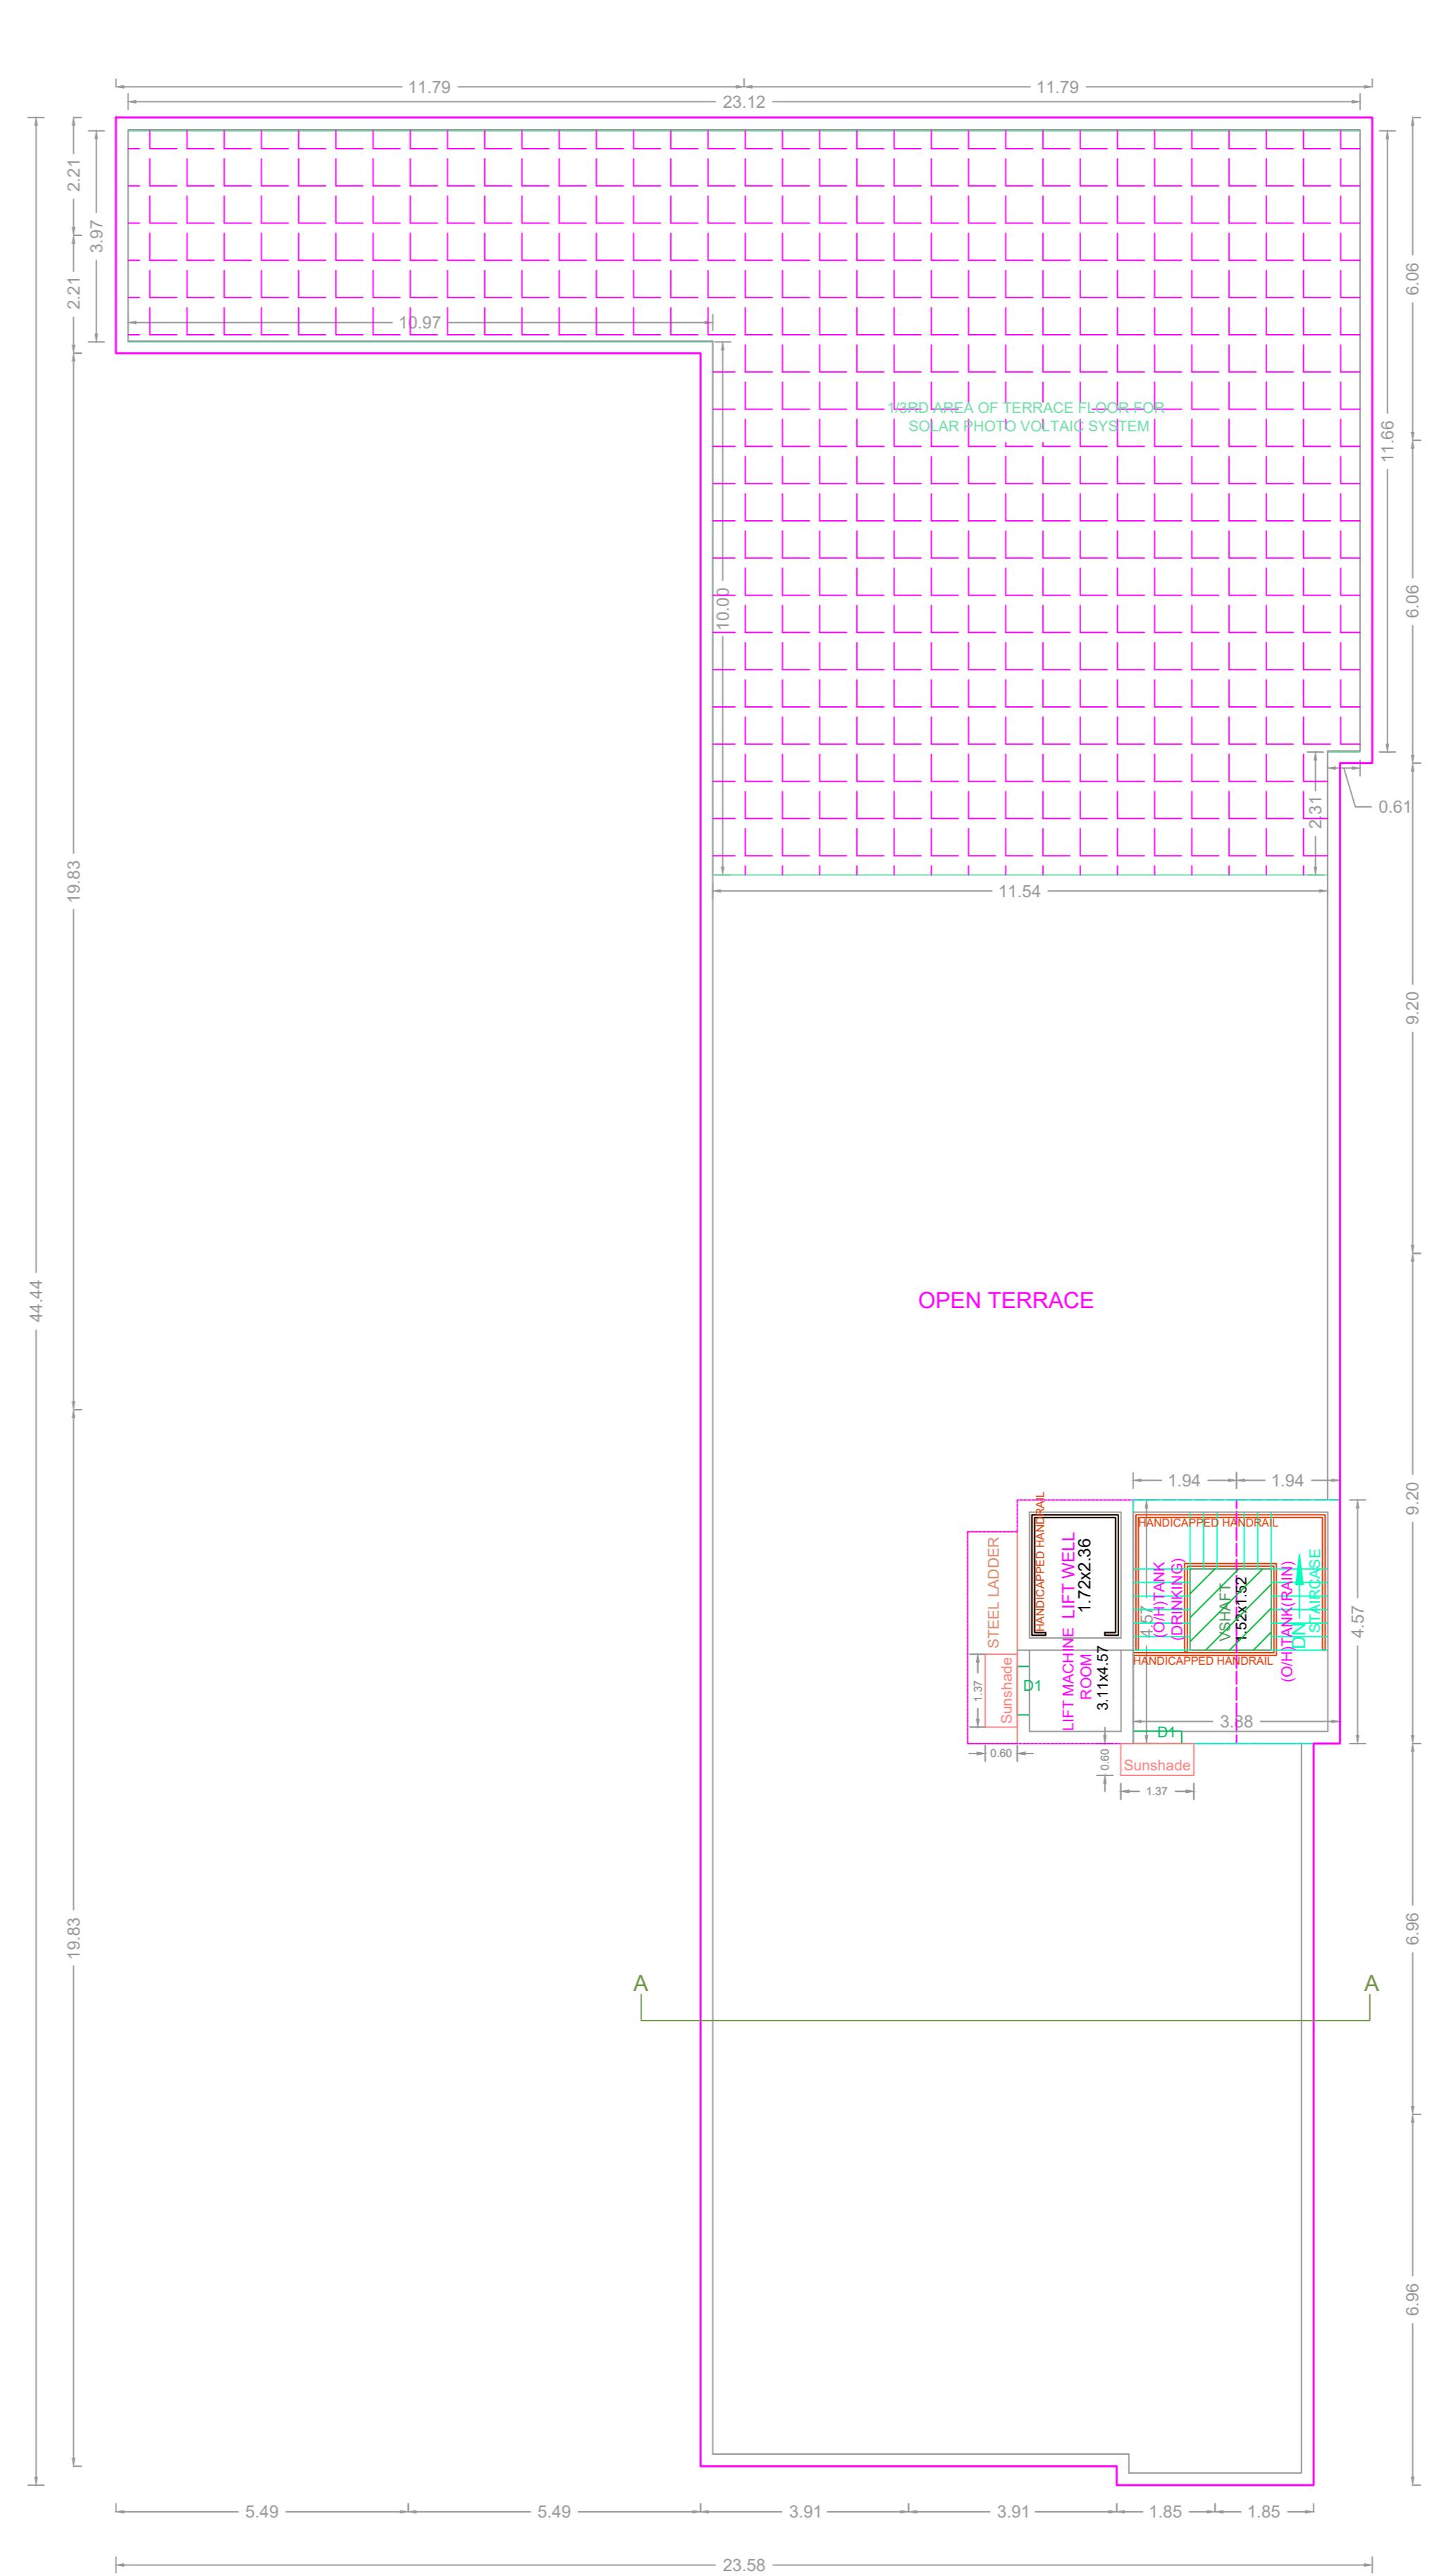 11.79
11.79
23.12
2.21
2.21
3.97
10.97
6.06
6.06
11.66
1/3RD AREA OF TERRACE FLOOR FOR
SOLAR PHOTO VOLTAIC SYSTEM
10.00
2.31
0.61
11.54
19.83
9.20
44.44
OPEN TERRACE
9.20
1.94
1.94
HANDICAPPED HANDRAIL
HANDICAPPED HANDRAIL
STEEL LADDER
LIFT WELL
1.72x2.36
4.57
(O/H)TANK
(DRINKING)
VSHAFT
1.52x1.52
DN
STAIRCASE
(O/H)TANK(RAIN)
4.57
HANDICAPPED HANDRAIL
LIFT MACHINE
ROOM
3.11x4.57
1.37
Sunshade
D1
D1
3.88
0.60
0.60
Sunshade
1.37
19.83
6.96
A
A
6.96
5.49
5.49
3.91
3.91
1.85
1.85
23.58